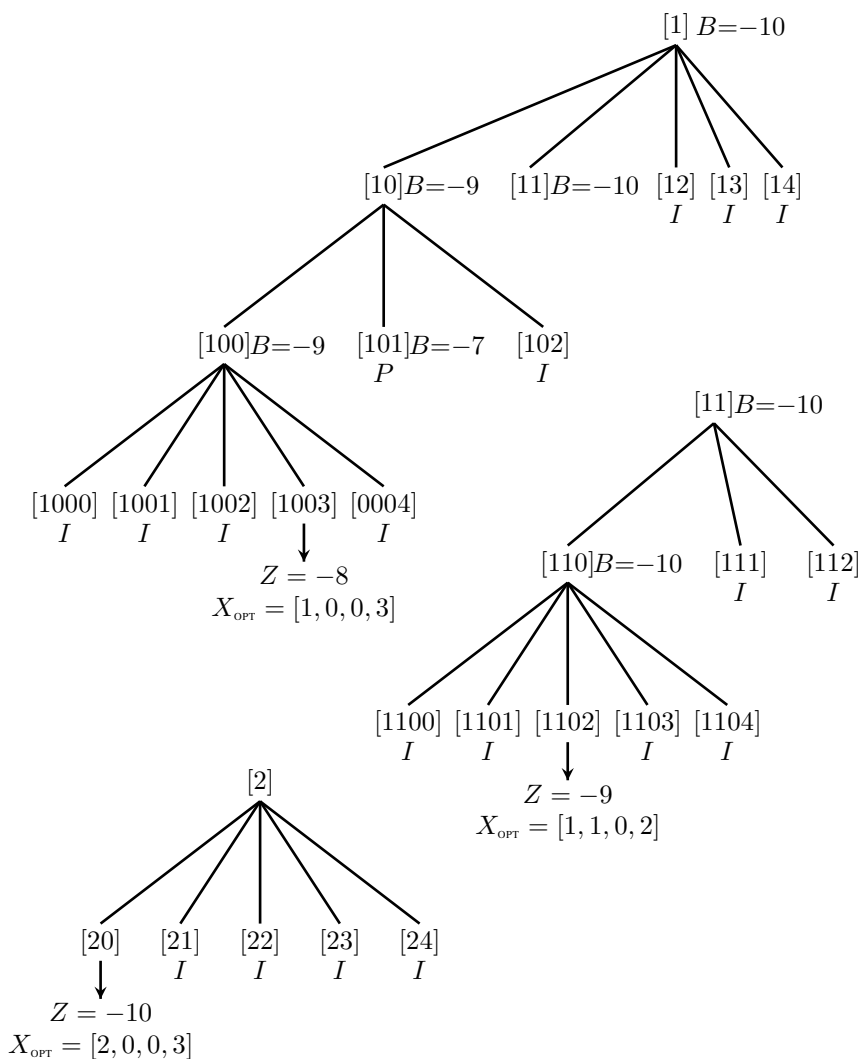 [1] B=−10
[10]B=−9 [11]B=−10 [12] [13] [14]
I I I
[100]B=−9 [101]B=−7 [102]
P I
[11]B=−10
[1000] [1001] [1002] [1003] [0004]
I I I I
Z = −8
X_OPT = [1, 0, 0, 3]
[110]B=−10 [111] [112]
I I
[1100] [1101] [1102] [1103] [1104]
I I I I
Z = −9
X_OPT = [1, 1, 0, 2]
[2]
[20] [21] [22] [23] [24]
I I I I
Z = −10
X_OPT = [2, 0, 0, 3]